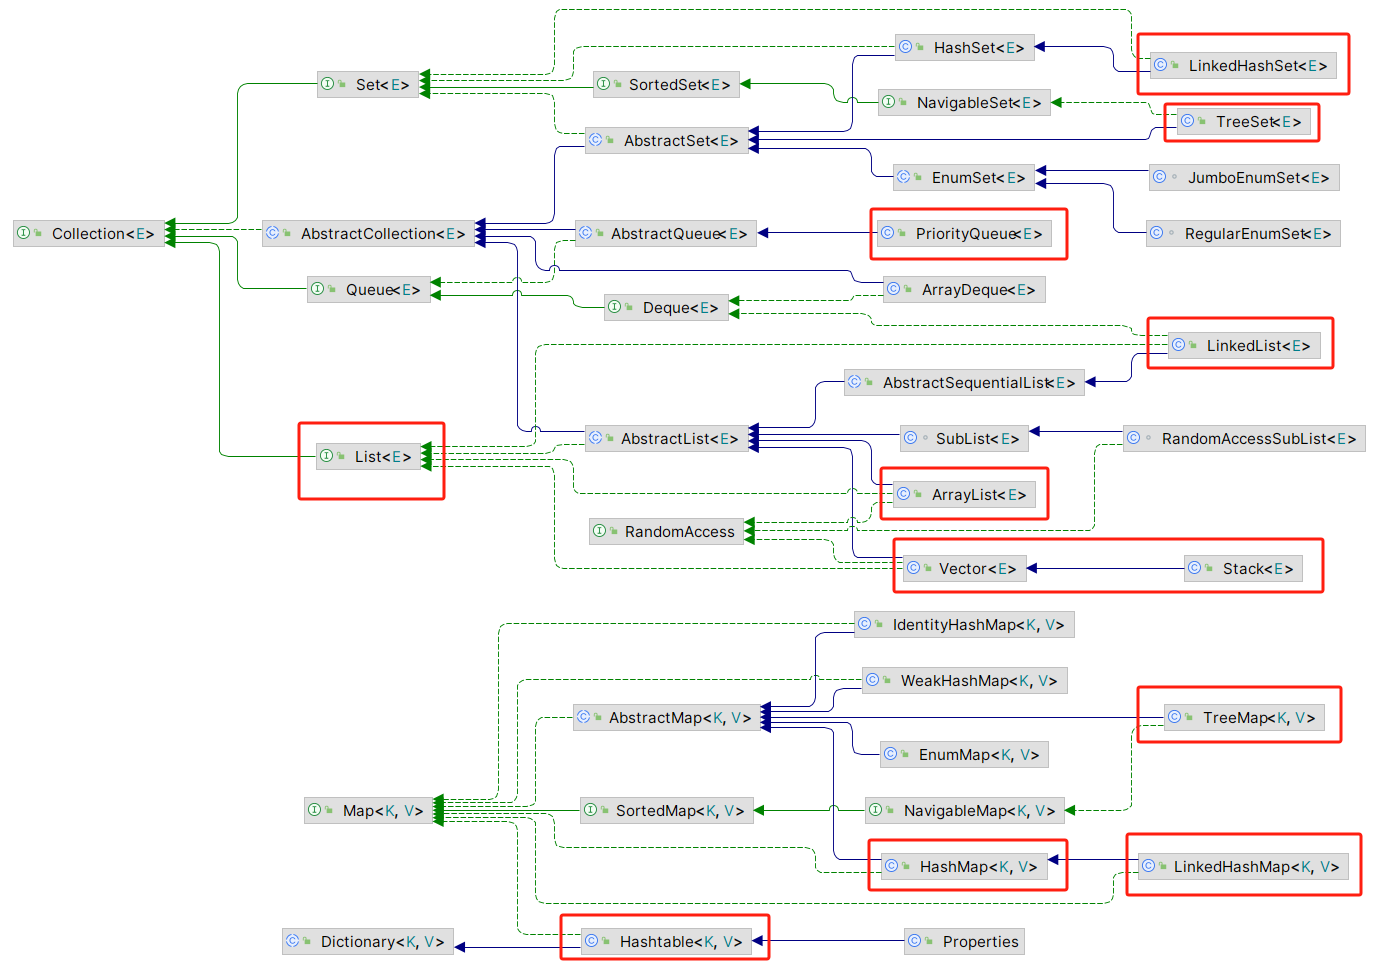 HashSet<E>
LinkedHashSet<E>
Set<E>
SortedSet<E>
NavigableSet<E>
TreeSet<E>
AbstractSet<E>
EnumSet<E>
JumboEnumSet<E>
Collection<E>
AbstractCollection<E>
AbstractQueue<E>
PriorityQueue<E>
RegularEnumSet<E>
Queue<E>
ArrayDeque<E>
Deque<E>
LinkedList<E>
AbstractSequentialList<E>
List<E>
AbstractList<E>
SubList<E>
RandomAccessSubList<E>
ArrayList<E>
RandomAccess
Vector<E>
Stack<E>
IdentityHashMap<K, V>
WeakHashMap<K, V>
AbstractMap<K, V>
TreeMap<K, V>
EnumMap<K, V>
Map<K, V>
SortedMap<K, V>
NavigableMap<K, V>
HashMap<K, V>
LinkedHashMap<K, V>
Dictionary<K, V>
Hashtable<K, V>
Properties